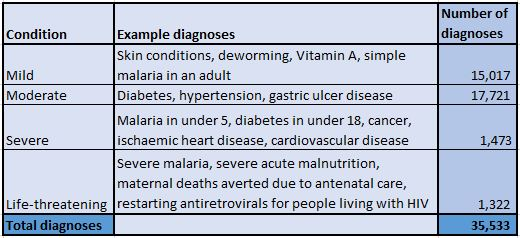 Condition Example diagnoses Number of
diagnoses
Skin conditions, deworming, Vitamin A, simple
Mild malaria in an adult 15,017
Moderate Diabetes, hypertension, gastric ulcer disease 17,721
Malaria in under 5, diabetes in under 18, cancer,
Severe ischaemic heart disease, cardiovascular disease 1,473
Severe malaria, severe acute malnutrition,
maternal deaths averted due to antenatal care,
Life-threatening restarting antiretrovirals for people living with HIV 1,322
Total diagnoses 35,533